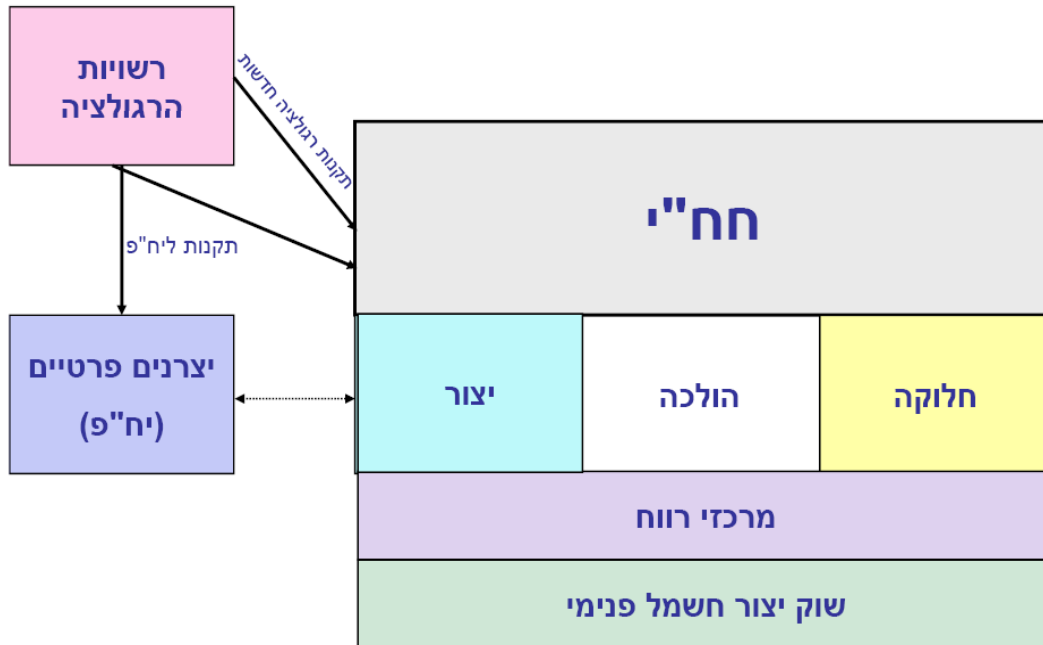 רשויות
הרגולציה
תקנות רגולציה חדשות
חח"י
תקנות ליח"פ
יצרנים פרטיים
(יח"פ)
יצור
הולכה
חלוקה
מרכזי רווח
שוק יצור חשמל פנימי